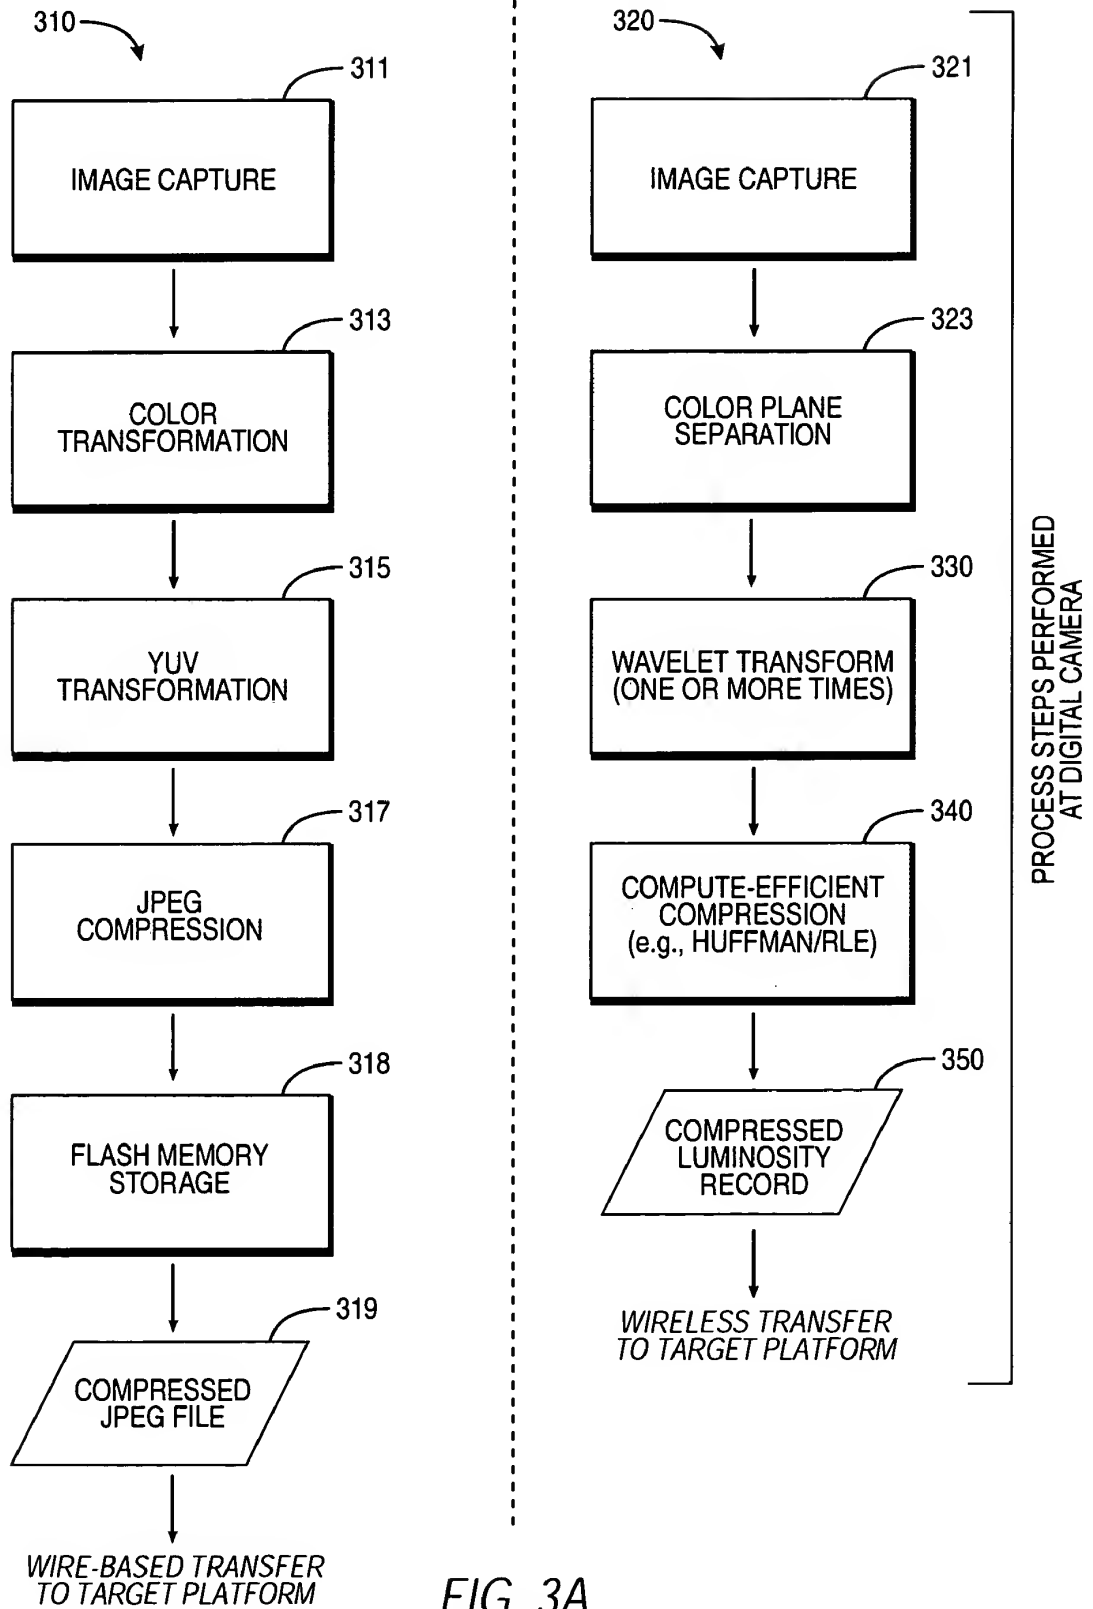 310
311
IMAGE CAPTURE
313
COLOR
TRANSFORMATION
315
YUV
TRANSFORMATION
317
JPEG
COMPRESSION
318
FLASH MEMORY
STORAGE
319
COMPRESSED
JPEG FILE
WIRE-BASED TRANSFER
TO TARGET PLATFORM
320
321
IMAGE CAPTURE
323
COLOR PLANE
SEPARATION
330
WAVELET TRANSFORM
(ONE OR MORE TIMES)
340
COMPUTE-EFFICIENT
COMPRESSION
(e.g., HUFFMAN/RLE)
350
COMPRESSED
LUMINOSITY
RECORD
WIRELESS TRANSFER
TO TARGET PLATFORM
PROCESS STEPS PERFORMED
AT DIGITAL CAMERA
FIG. 3A